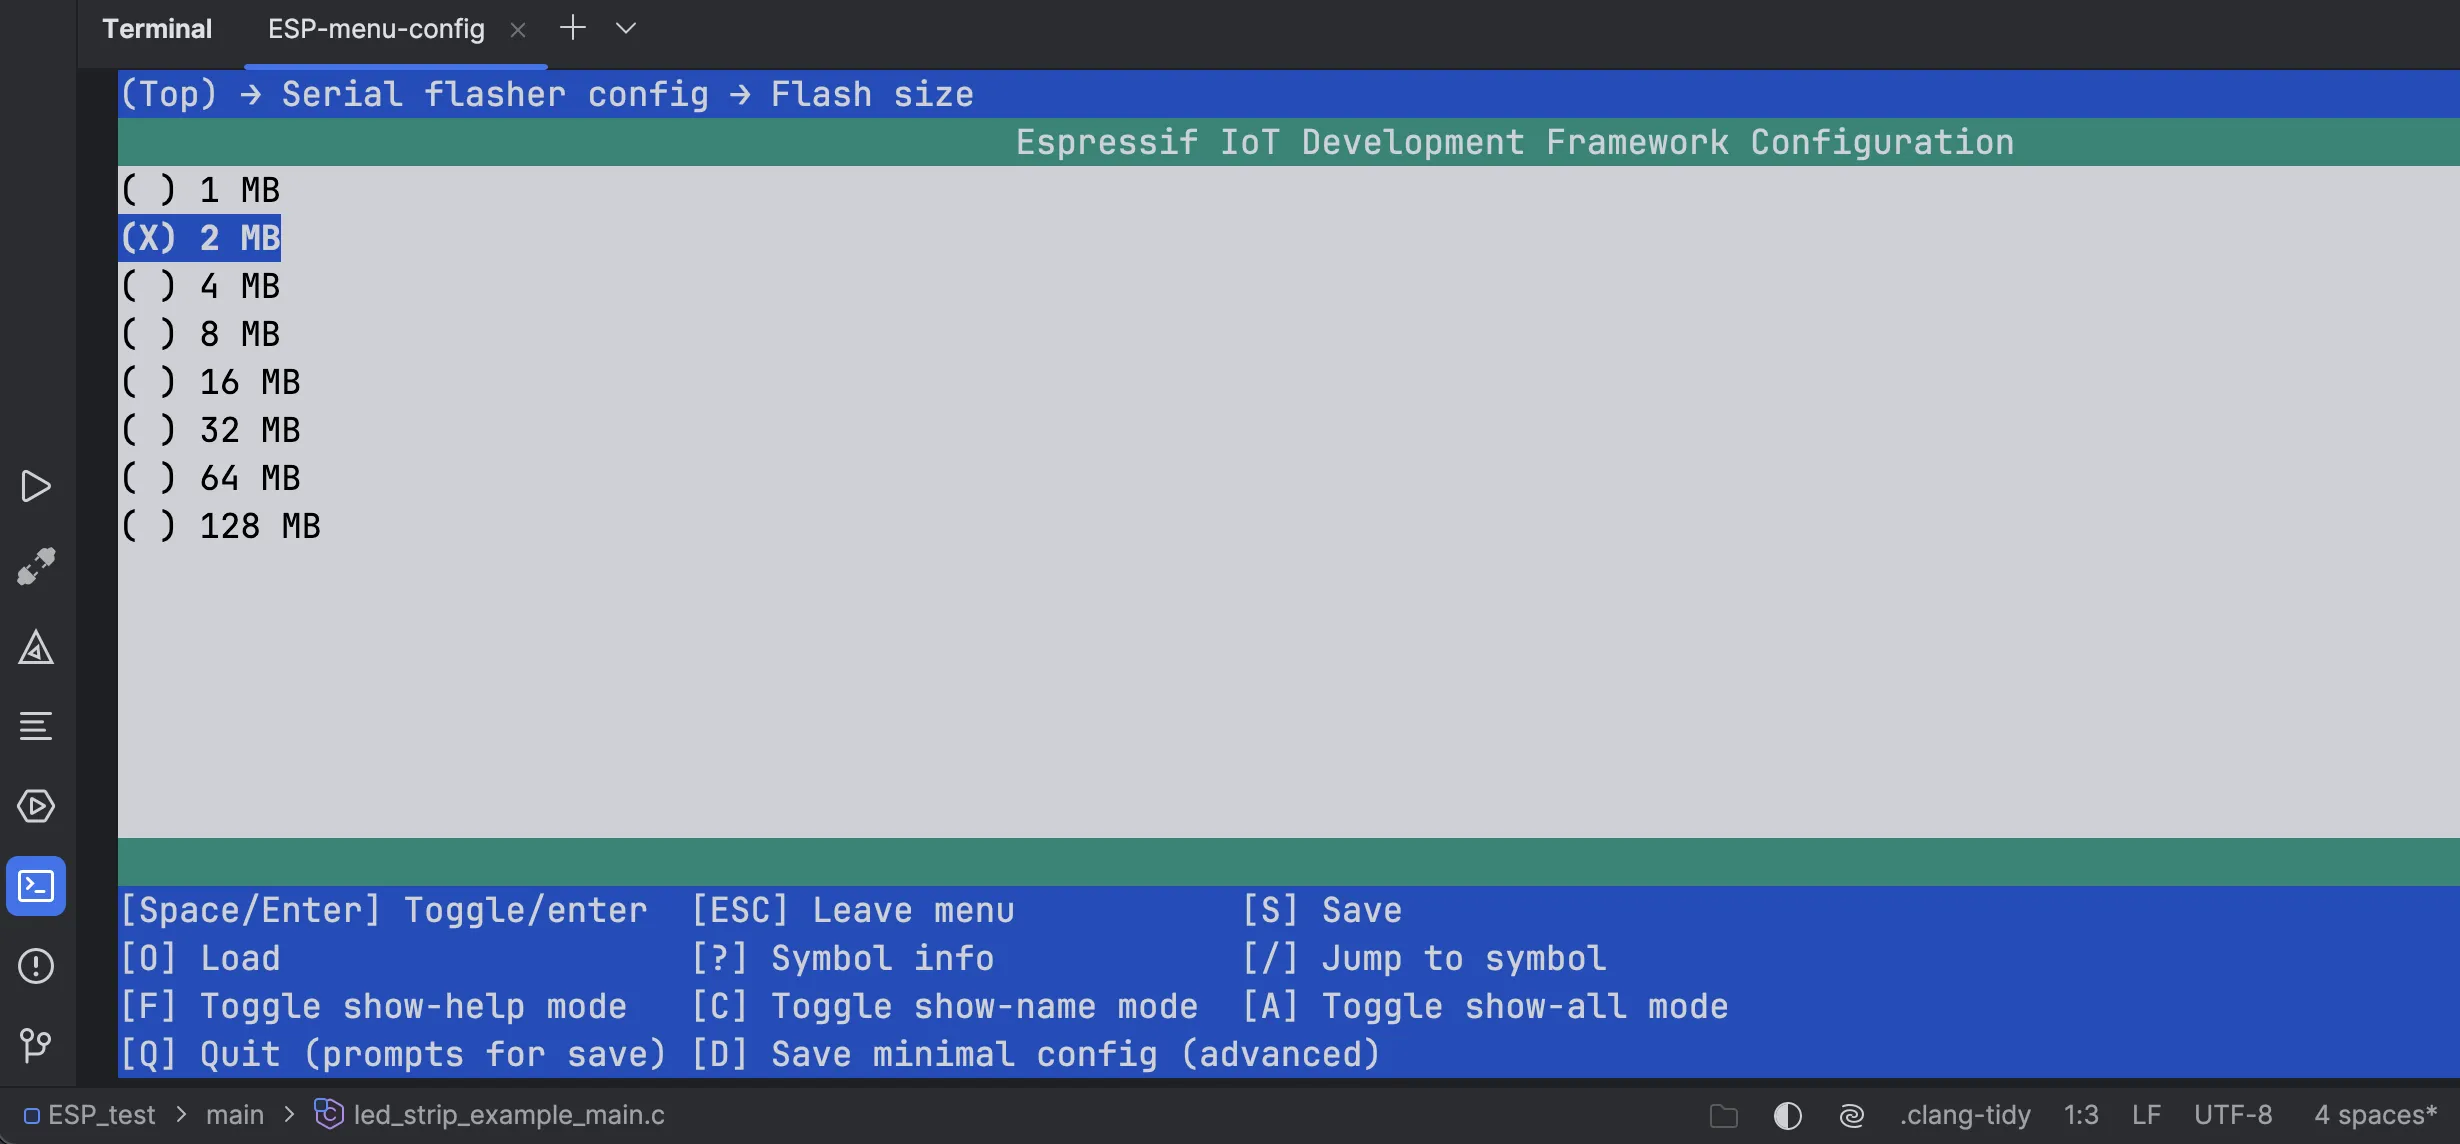 Terminal ESP-menu-config
(Top) → Serial flasher config → Flash size
Espressif IoT Development Framework Configuration
( ) 1 MB
(X) 2 MB
( ) 4 MB
( ) 8 MB
( ) 16 MB
( ) 32 MB
( ) 64 MB
( ) 128 MB
[Space/Enter] Toggle/enter [ESC] Leave menu [S] Save
[O] Load [?] Symbol info [/] Jump to symbol
[F] Toggle show-help mode [C] Toggle show-name mode [A] Toggle show-all mode
[Q] Quit (prompts for save) [D] Save minimal config (advanced)
ESP_test > main > led_strip_example_main.c .clang-tidy 1:3 LF UTF-8 4 spaces*